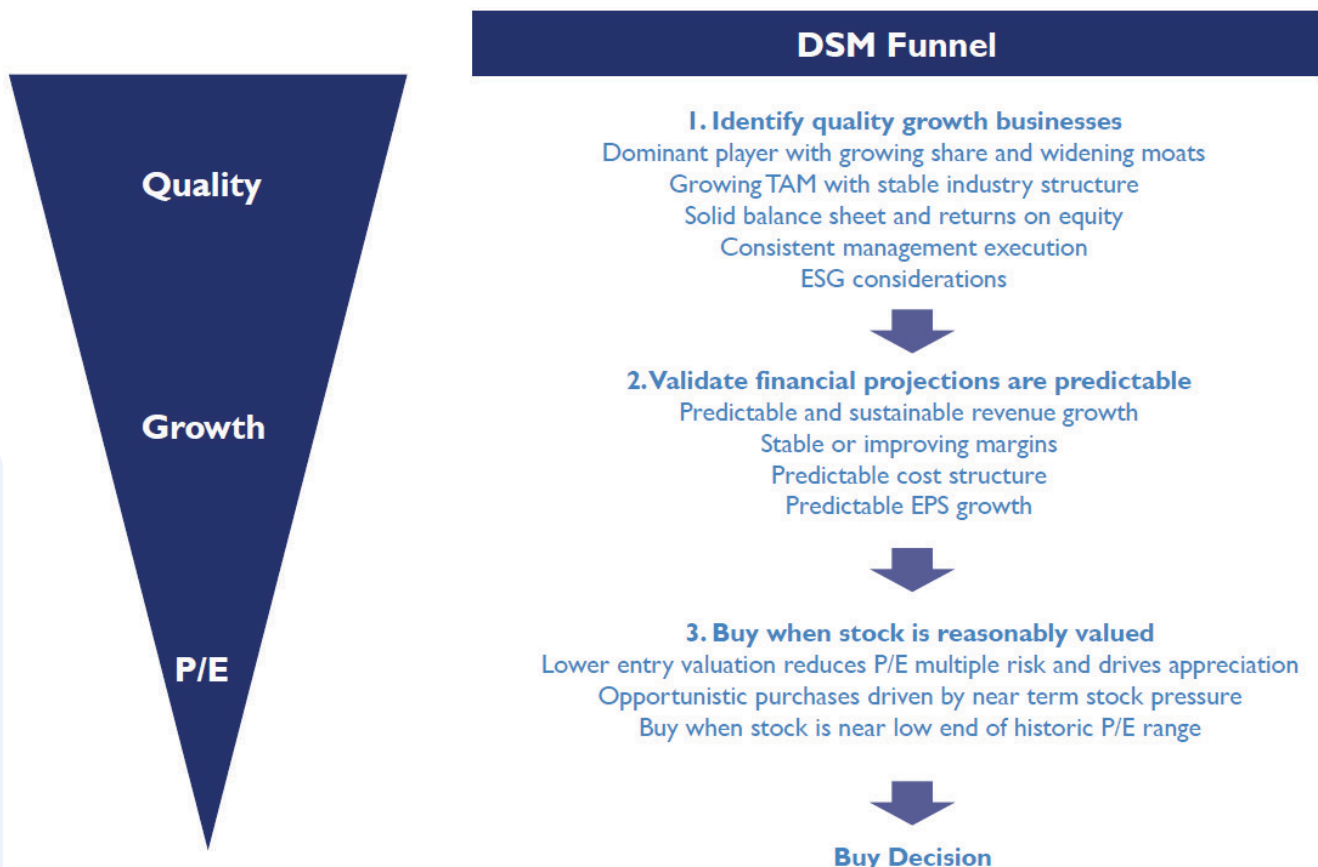 DSM Funnel
Quality
1. Identify quality growth businesses
Dominant player with growing share and widening moats
Growing TAM with stable industry structure
Solid balance sheet and returns on equity
Consistent management execution
ESG considerations
Growth
2. Validate financial projections are predictable
Predictable and sustainable revenue growth
Stable or improving margins
Predictable cost structure
Predictable EPS growth
P/E
3. Buy when stock is reasonably valued
Lower entry valuation reduces P/E multiple risk and drives appreciation
Opportunistic purchases driven by near term stock pressure
Buy when stock is near low end of historic P/E range
Buy Decision